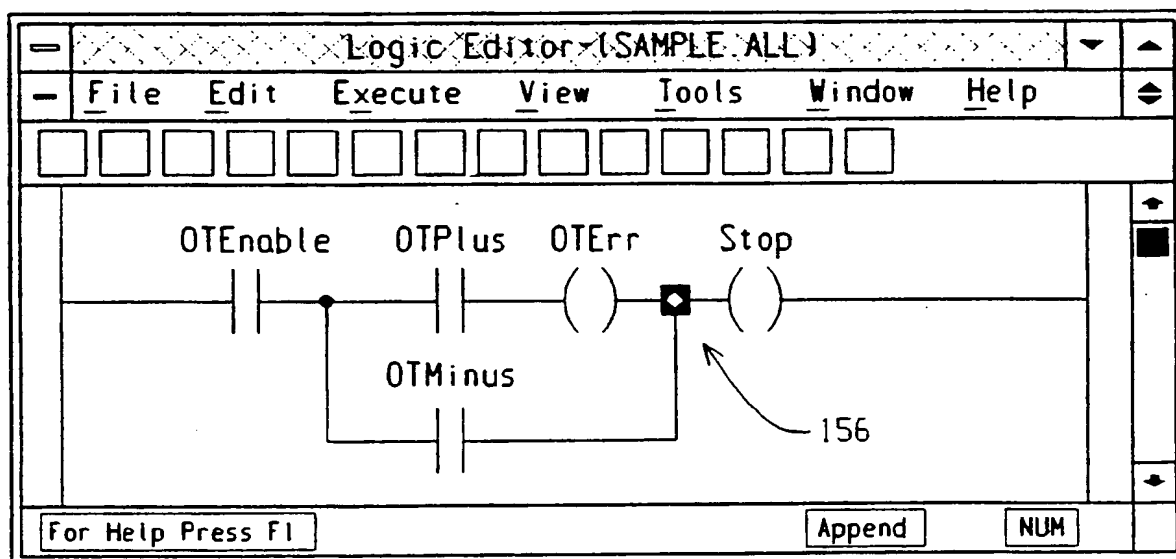 Logic Editor-(SAMPLE.ALL)
File Edit Execute View Tools Window Help
OTEnable OTPlus OTErr Stop
OTMinus
156
For Help Press F1 Append NUM